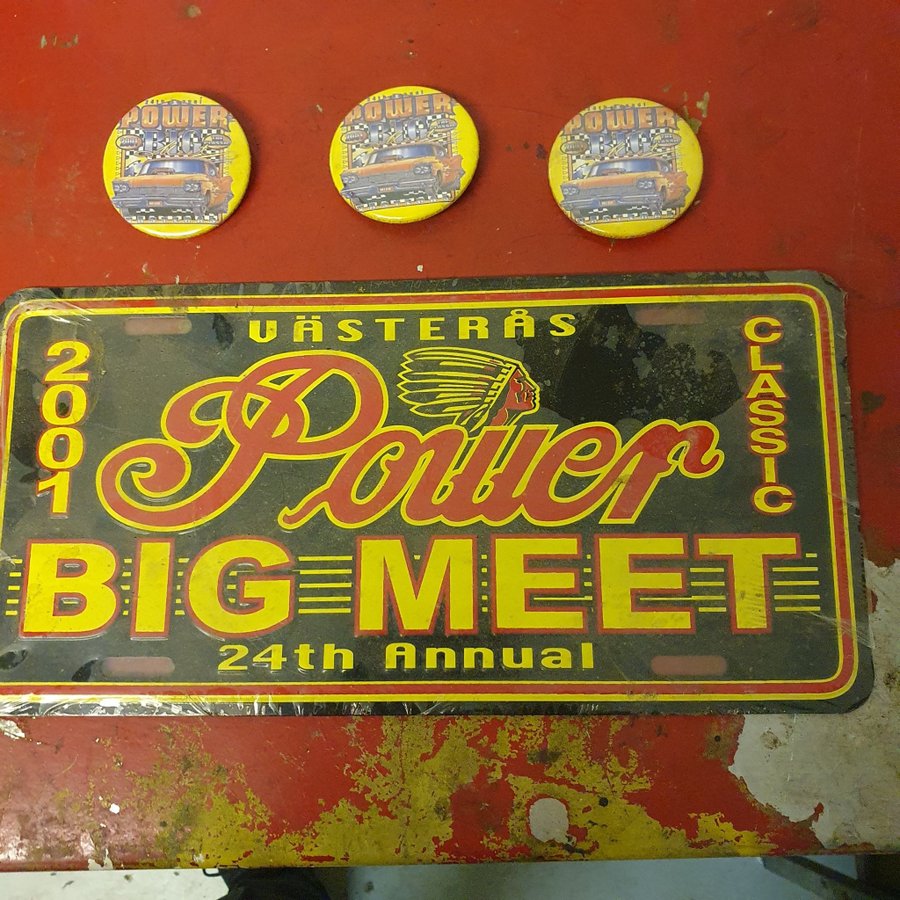 POWER
BIG
POWER
BIG
POWER
BIG
VÄSTERÅS
2001
Power
CLASSIC
BIG MEET
24th Annual